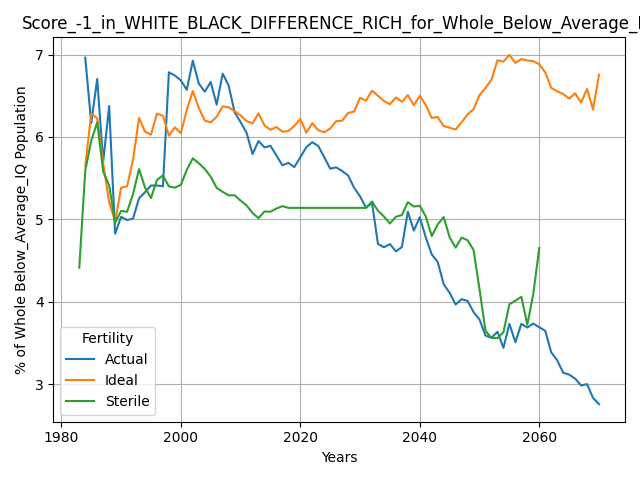 Score_-1_in_WHITE_BLACK_DIFFERENCE_RICH_for_Whole_Below_Average_I
% of Whole Below_Average_IQ Population
7
6
5
4
3
Fertility
Actual
Ideal
Sterile
1980 2000 2020 2040 2060
Years